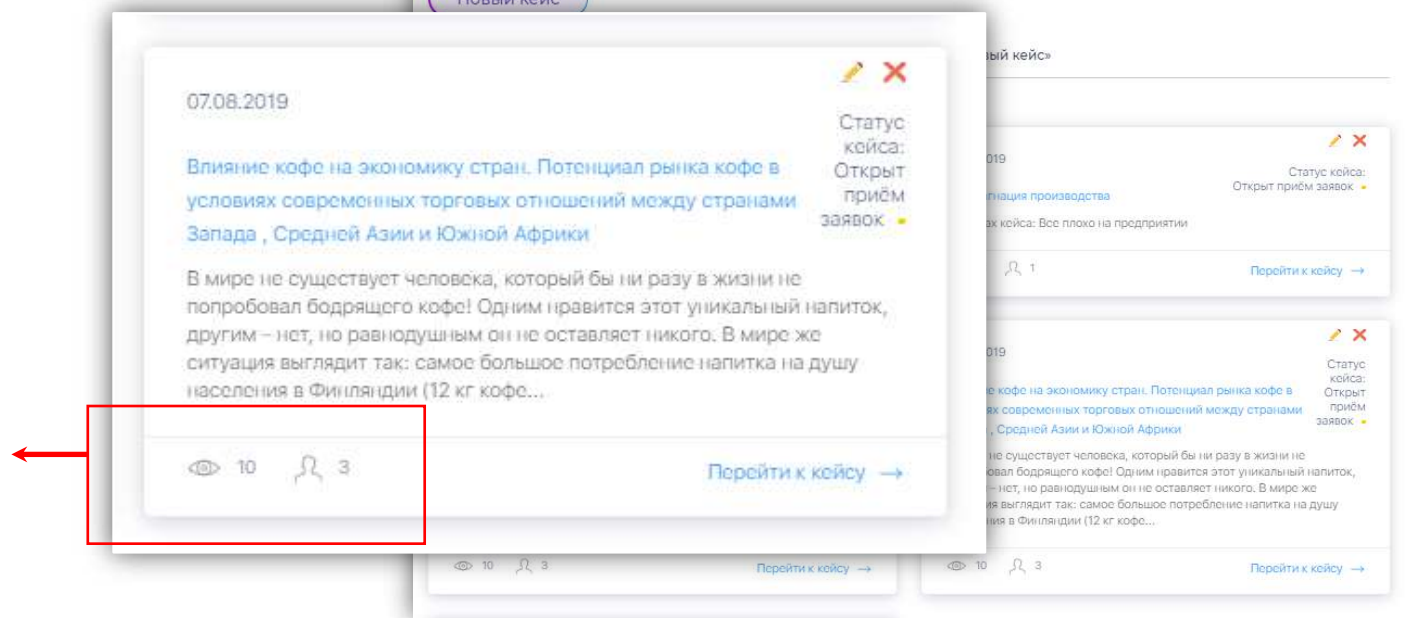 Новый кейс
07.08.2019
Статус
кейса:
Открыт
приём
заявок
Влияние кофе на экономику стран. Потенциал рынка кофе в
условиях современных торговых отношений между странами
Запада , Средней Азии и Южной Африки
В мире не существует человека, который бы ни разу в жизни не
попробовал бодрящего кофе! Одним нравится этот уникальный напиток,
другим – нет, но равнодушным он не оставляет никого. В мире же
ситуация выглядит так: самое большое потребление напитка на душу
населения в Финляндии (12 кг кофе...
10 3
Перейти к кейсу →
10 3
Перейти к кейсу →
кейс»
019
Статус кейса:
Открыт приём заявок
производства
кейса: Все плохо на предприятии
1
Перейти к кейсу →
019
Статус
кейса:
Открыт
приём
заявок
кофе на экономику стран. Потенциал рынка кофе в
современных торговых отношений между странами
, Средней Азии и Южной Африки
не существует человека, который бы ни разу в жизни не
бодрящего кофе! Одним нравится этот уникальный напиток,
– нет, но равнодушным он не оставляет никого. В мире же
выглядит так: самое большое потребление напитка на душу
в Финляндии (12 кг кофе...
10 3
Перейти к кейсу →